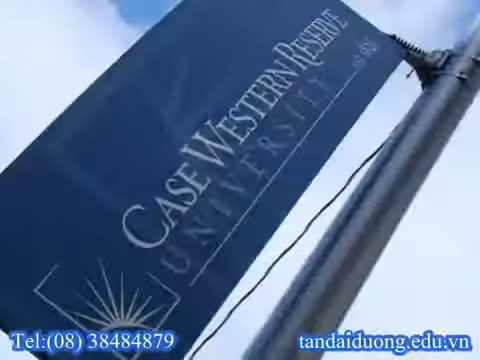 CASE WESTERN RESERVE
UNIVERSITY
Tel:(08) 38484879
tandaiduong.edu.vn